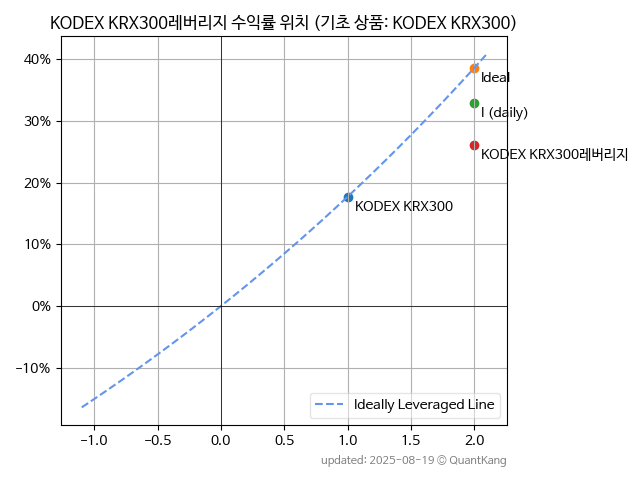 KODEX KRX300레버리지 수익률 위치 (기초 상품: KODEX KRX300)
40%
30%
20%
10%
0%
−10%
Ideal
I (daily)
KODEX KRX300레버리지
KODEX KRX300
Ideally Leveraged Line
−1.0 −0.5 0.0 0.5 1.0 1.5 2.0
updated: 2025-08-19 © QuantKang